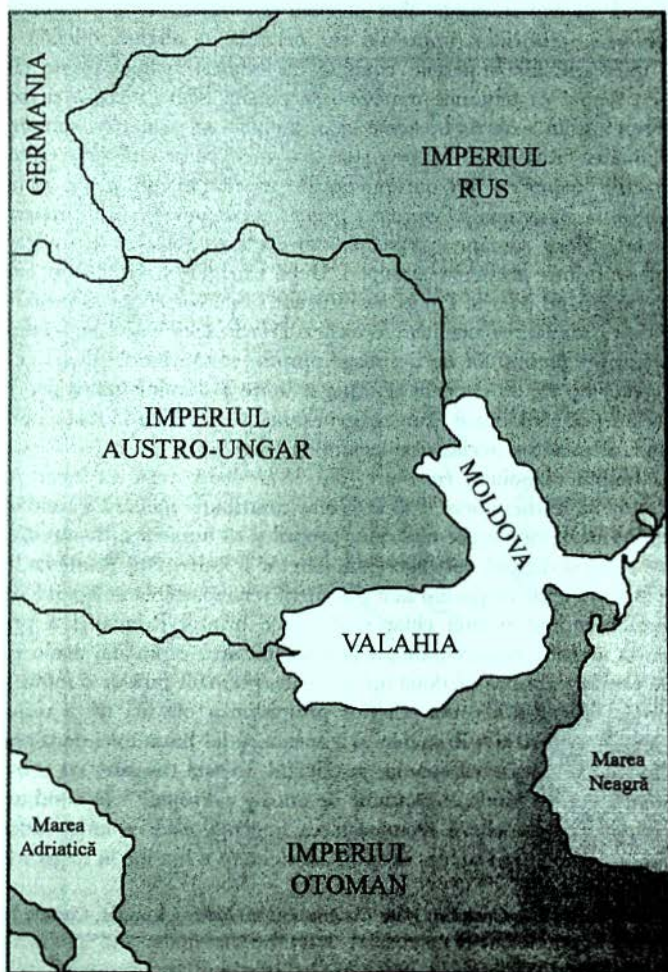 GERMANIA
IMPERIUL
RUS
IMPERIUL
AUSTRO-UNGAR
MOLDOVA
VALAHIA
Marea
Neagră
Marea
Adriatică
IMPERIUL
OTOMAN